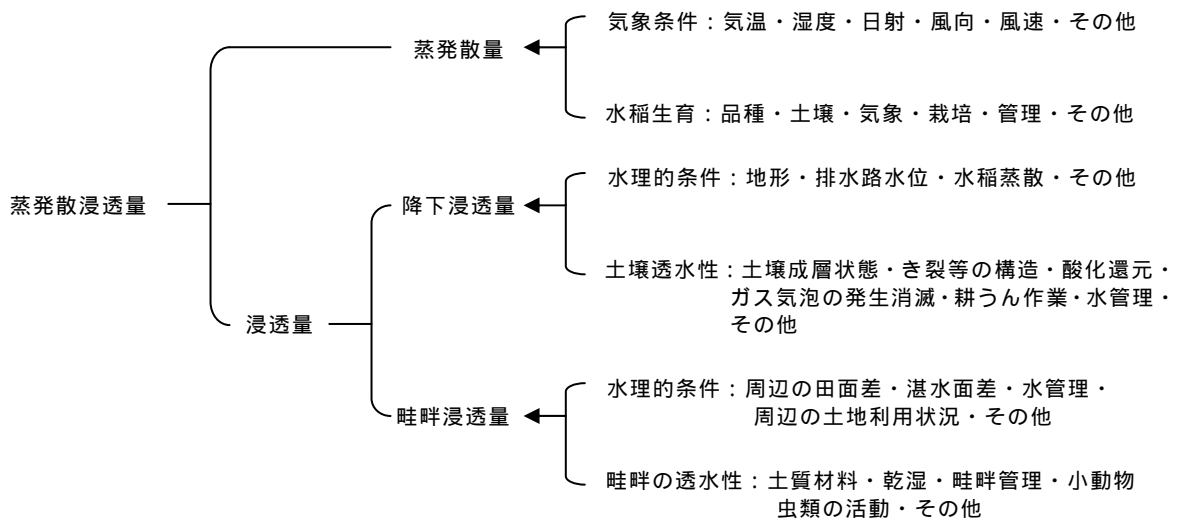 気象条件：気温・湿度・日射・風向・風速・その他
蒸発散量
水稲生育：品種・土壌・気象・栽培・管理・その他
水理的条件：地形・排水路水位・水稲蒸散・その他
蒸発散浸透量
降下浸透量
土壌透水性：土壌成層状態・き裂等の構造・酸化還元・
ガス気泡の発生消滅・耕うん作業・水管理・
その他
浸透量
水理的条件：周辺の田面差・湛水面差・水管理・
周辺の土地利用状況・その他
畦畔浸透量
畦畔の透水性：土質材料・乾湿・畦畔管理・小動物
虫類の活動・その他